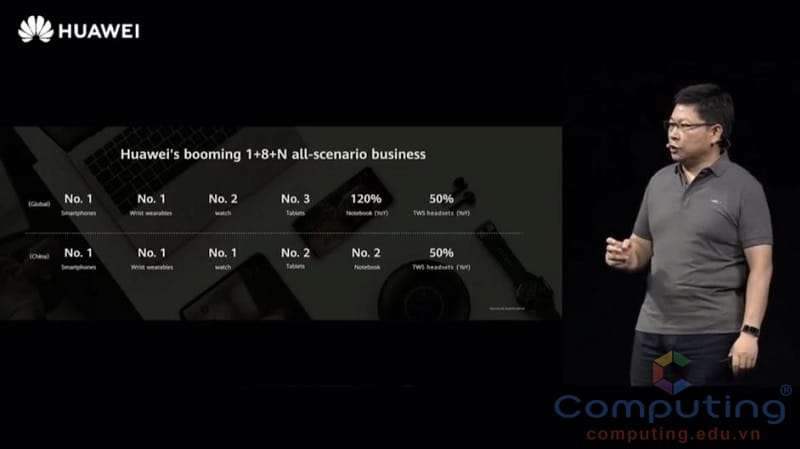 HUAWEI
Huawei's booming 1+8+N all-scenario business
(Global) No. 1 No. 1 No. 2 No. 3 120% 50%
Smartphones Wrist wearables watch Tablets Notebook (YoY) TWS headsets (YoY)
(China) No. 1 No. 1 No. 1 No. 2 No. 2 50%
Smartphones Wrist wearables watch Tablets Notebook TWS headsets (YoY)
Computing®
computing.edu.vn